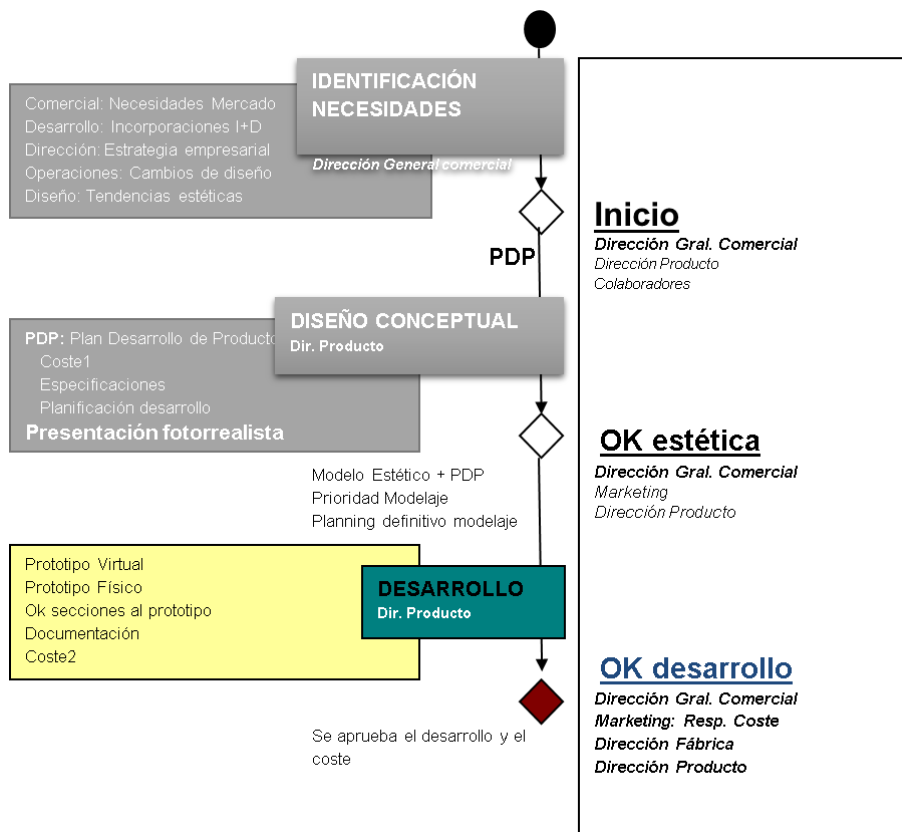 IDENTIFICACIÓN
NECESIDADES
Dirección General comercial
Comercial: Necesidades Mercado
Desarrollo: Incorporaciones I+D
Dirección: Estrategia empresarial
Operaciones: Cambios de diseño
Diseño: Tendencias estéticas
Inicio
Dirección Gral. Comercial
Dirección Producto
Colaboradores
PDP
DISEÑO CONCEPTUAL
Dir. Producto
PDP: Plan Desarrollo de Producto
Coste1
Especificaciones
Planificación desarrollo
Presentación fotorrealista
OK estética
Dirección Gral. Comercial
Marketing
Dirección Producto
Modelo Estético + PDP
Prioridad Modelaje
Planning definitivo modelaje
Prototipo Virtual
Prototipo Físico
Ok secciones al prototipo
Documentación
Coste2
DESARROLLO
Dir. Producto
OK desarrollo
Dirección Gral. Comercial
Marketing: Resp. Coste
Dirección Fábrica
Dirección Producto
Se aprueba el desarrollo y el
coste